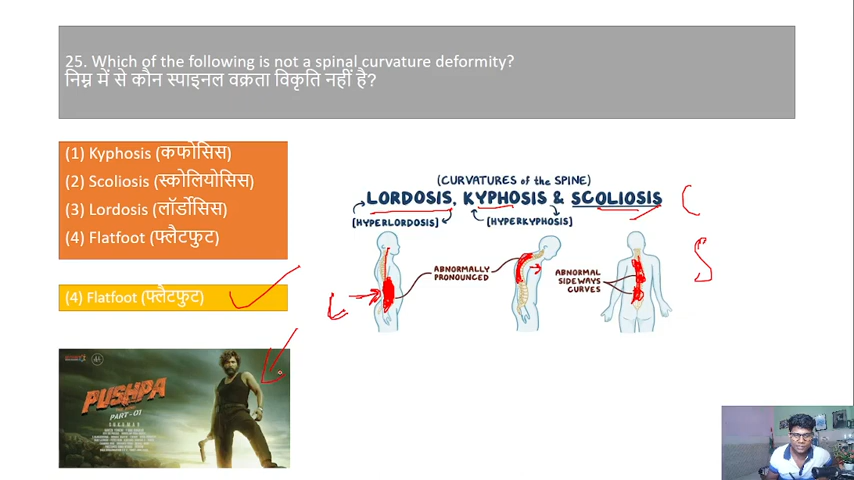 25. Which of the following is not a spinal curvature deformity?
निम्न में से कौन स्पाइनल वक्रता विकृति नहीं है?
(1) Kyphosis (कफोसिस)
(2) Scoliosis (स्कोलियोसिस)
(3) Lordosis (लॉर्डोसिस)
(4) Flatfoot (फ्लैटफुट)
(4) Flatfoot (फ्लैटफुट)
(CURVATURES of the SPINE)
LORDOSIS, KYPHOSIS & SCOLIOSIS
[HYPERLORDOSIS]
[HYPERKYPHOSIS]
ABNORMALLY
PRONOUNCED
ABNORMAL
SIDEWAYS
CURVES
PUSHPA
PART-01